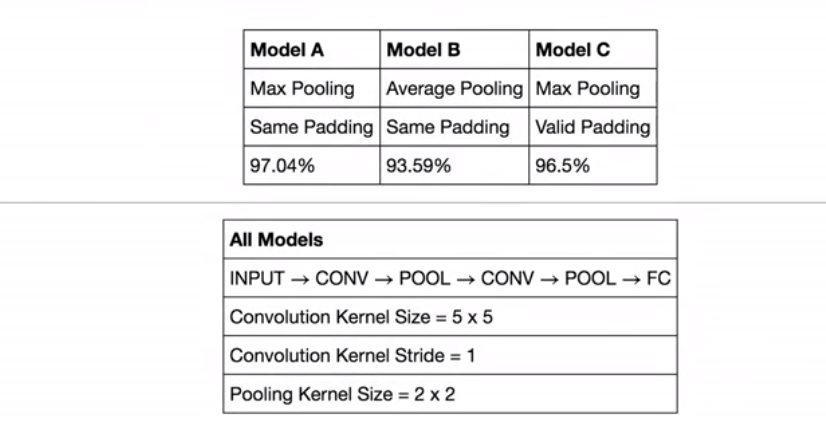 Model A Model B Model C
Max Pooling Average Pooling Max Pooling
Same Padding Same Padding Valid Padding
97.04% 93.59% 96.5%
All Models
INPUT → CONV → POOL → CONV → POOL → FC
Convolution Kernel Size = 5 x 5
Convolution Kernel Stride = 1
Pooling Kernel Size = 2 x 2